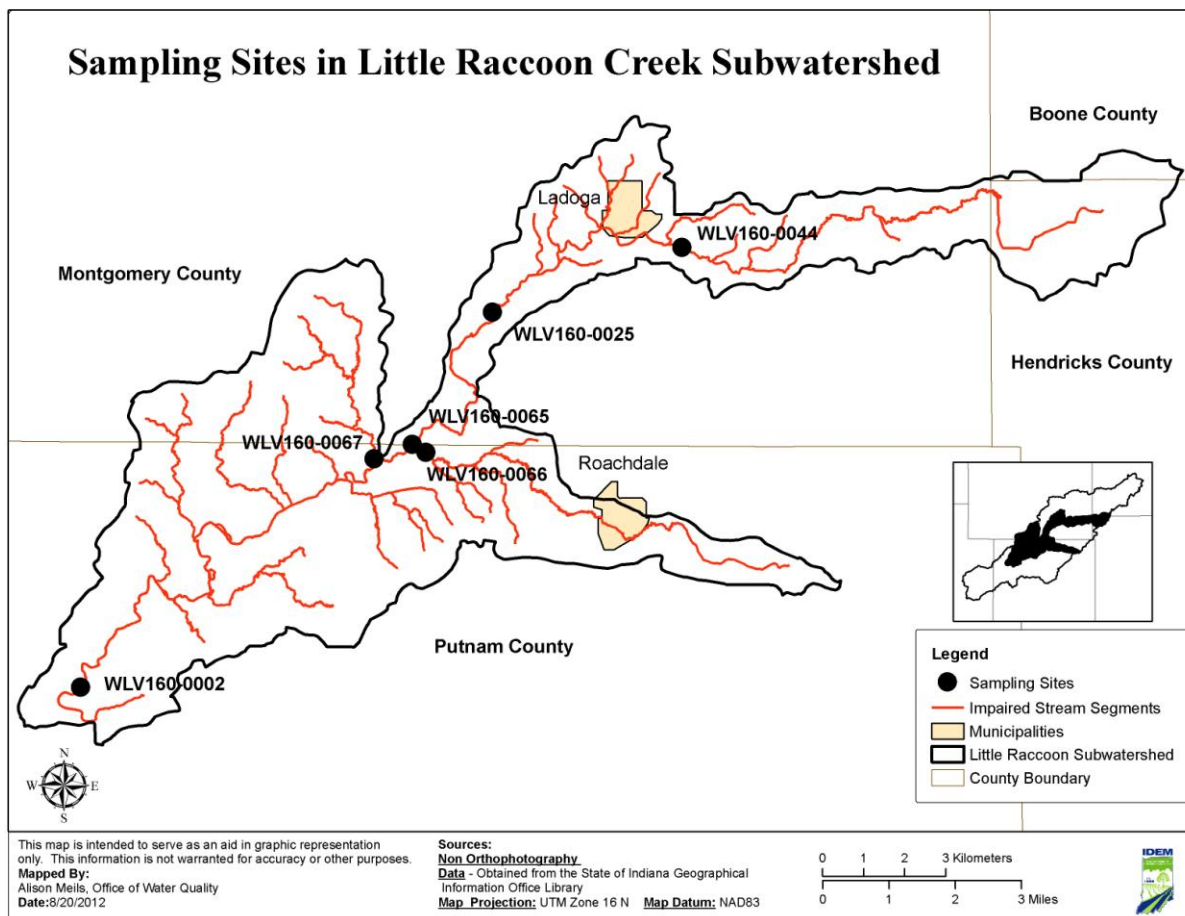 Sampling Sites in Little Raccoon Creek Subwatershed
Boone County
Ladoga
WLV160-0044
Montgomery County
WLV160-0025
Hendricks County
WLV160-0065
WLV160-0067
WLV160-0066
Roachdale
Putnam County
WLV160-0002
Legend
Sampling Sites
Impaired Stream Segments
Municipalities
Little Raccoon Subwatershed
County Boundary
N
W E
S
This map is intended to serve as an aid in graphic representation
only. This information is not warranted for accuracy or other purposes.
Mapped By:
Alison Meils, Office of Water Quality
Date:8/20/2012
Sources:
Non Orthophotography
Data - Obtained from the State of Indiana Geographical
Information Office Library
Map Projection: UTM Zone 16 N Map Datum: NAD83
0 1 2 3 Kilometers
0 1 2 3 Miles
IDEM